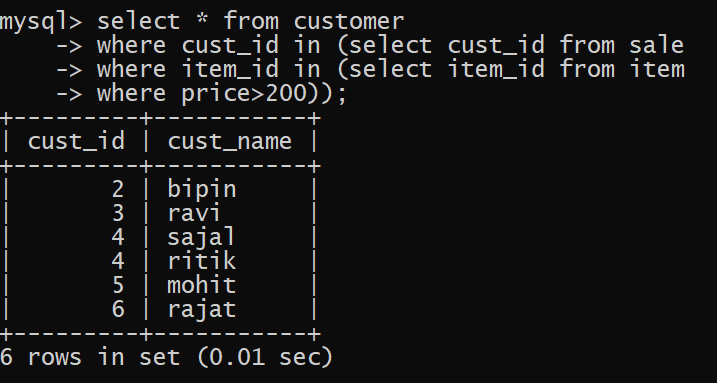 mysql> select * from customer
    -> where cust_id in (select cust_id from sale
    -> where item_id in (select item_id from item
    -> where price>200));
+---------+-----------+
| cust_id | cust_name |
+---------+-----------+
|       2 | bipin     |
|       3 | ravi      |
|       4 | sajal     |
|       4 | ritik     |
|       5 | mohit     |
|       6 | rajat     |
+---------+-----------+
6 rows in set (0.01 sec)